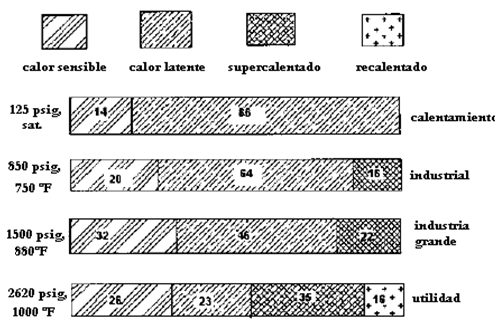 calor sensible calor latente supercalentado recalentado
125 psig, sat. 14 86 calentamiento
850 psig, 750 °F 20 64 16 industrial
1500 psig, 880°F 32 46 22 industria grande
2620 psig, 1000 °F 26 23 35 16 utilidad